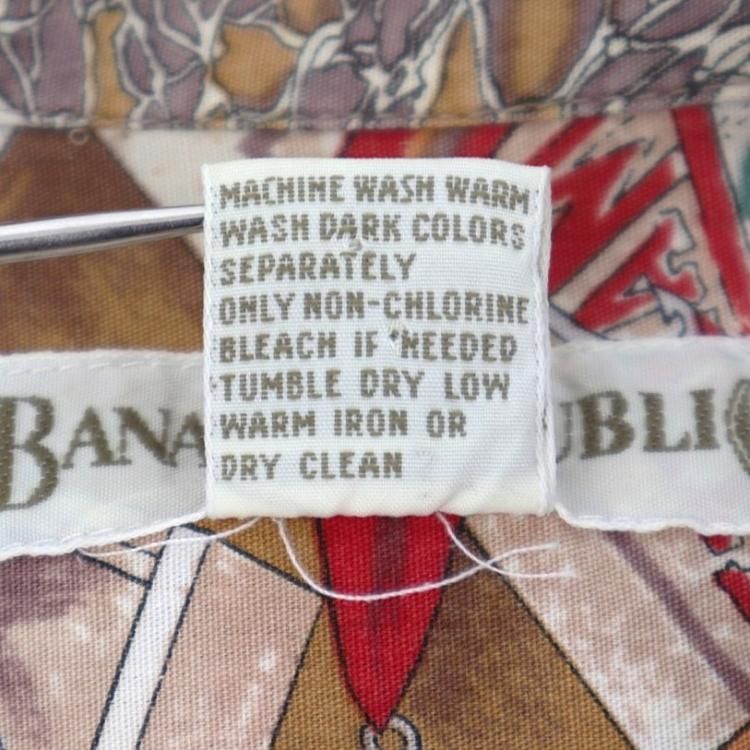 MACHINE WASH WARM
WASH DARK COLORS
SEPARATELY
ONLY NON-CHLORINE
BLEACH IF NEEDED
TUMBLE DRY LOW
WARM IRON OR
DRY CLEAN
BANA UBLI